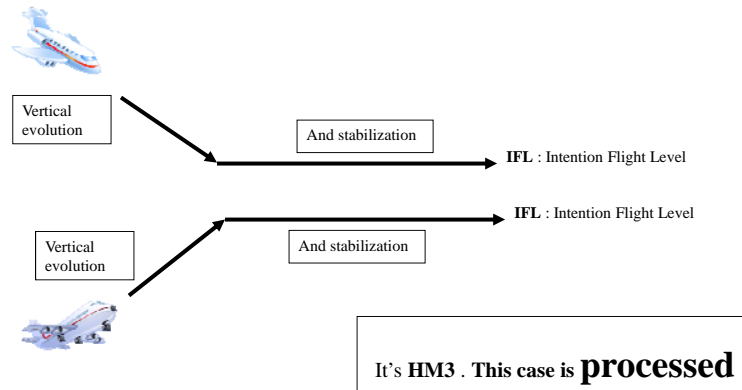 Vertical
evolution
And stabilization
IFL : Intention Flight Level
IFL : Intention Flight Level
Vertical
evolution
And stabilization
It's HM3 . This case is processed